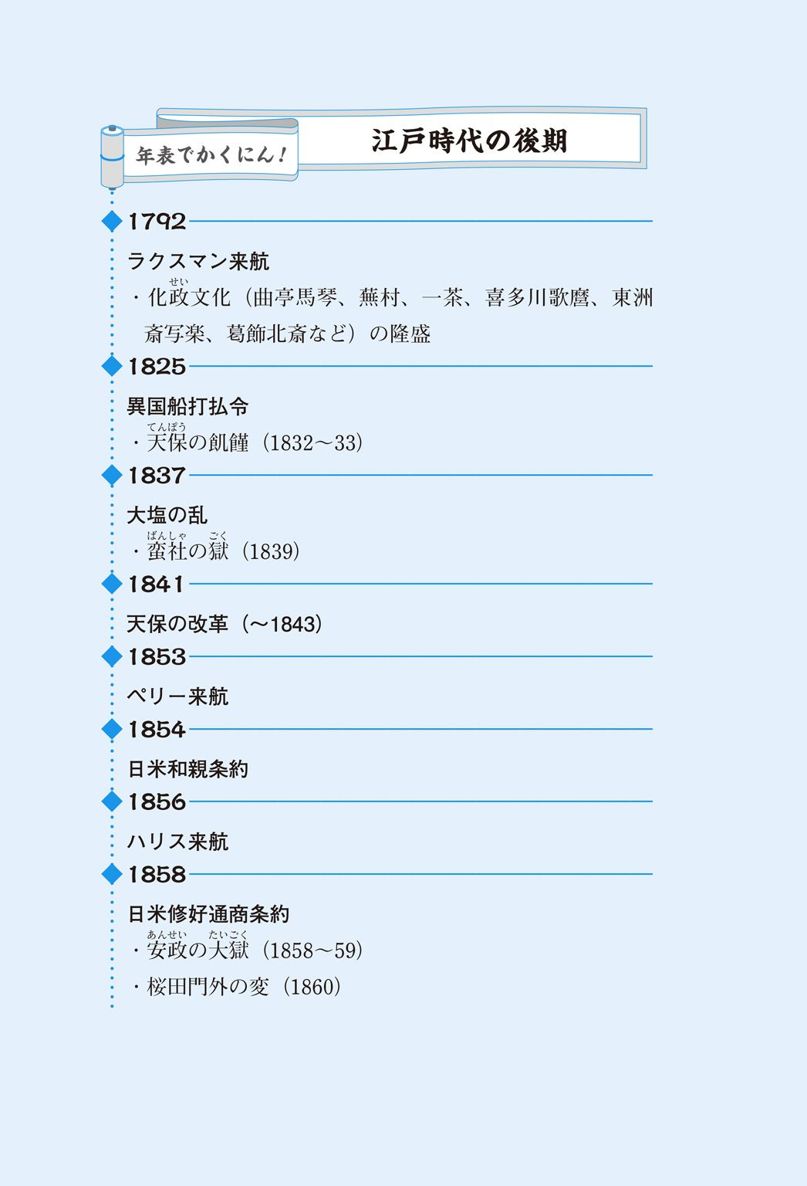 年表でかくにん!
江戸時代の後期
1792
ラクスマン来航
せい
・化政文化（曲亭馬琴、蕪村、一茶、喜多川歌麿、東洲
斎写楽、葛飾北斎など）の隆盛
1825
異国船打払令
てんぽう
・天保の飢饉（1832〜33）
1837
大塩の乱
ばんしゃ ごく
・蛮社の獄（1839）
1841
天保の改革（〜1843）
1853
ペリー来航
1854
日米和親条約
1856
ハリス来航
1858
日米修好通商条約
あんせい たいごく
・安政の大獄（1858〜59）
・桜田門外の変（1860）